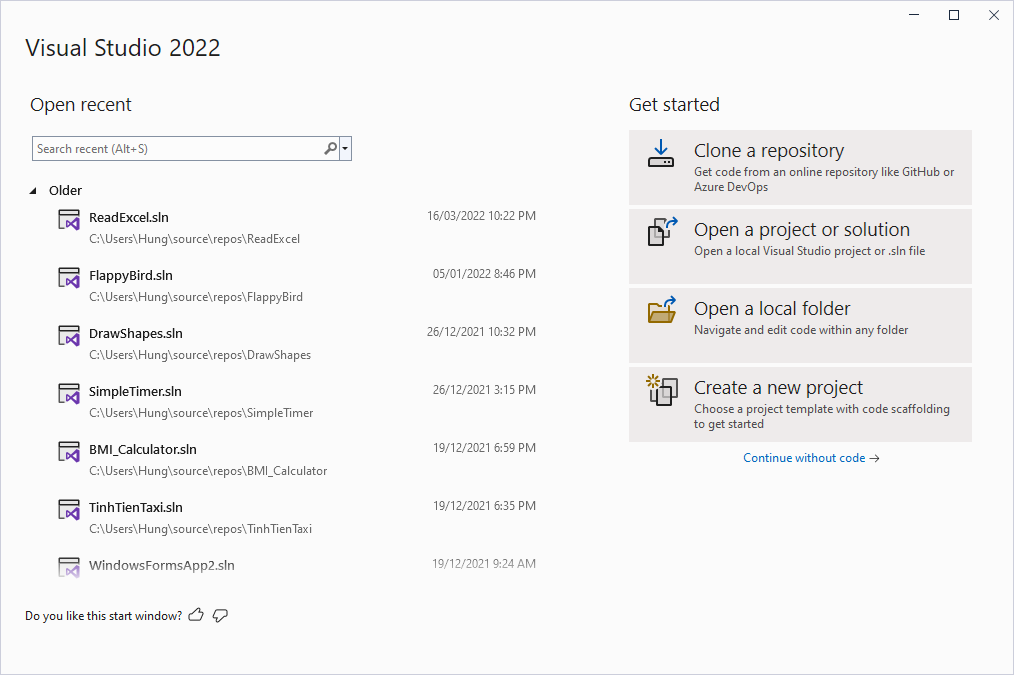 Visual Studio 2022
Open recent
Search recent (Alt+S)
Older
ReadExcel.sln 16/03/2022 10:22 PM
C:\Users\Hung\source\repos\ReadExcel
FlappyBird.sln 05/01/2022 8:46 PM
C:\Users\Hung\source\repos\FlappyBird
DrawShapes.sln 26/12/2021 10:32 PM
C:\Users\Hung\source\repos\DrawShapes
SimpleTimer.sln 26/12/2021 3:15 PM
C:\Users\Hung\source\repos\SimpleTimer
BMI_Calculator.sln 19/12/2021 6:59 PM
C:\Users\Hung\source\repos\BMI_Calculator
TinhTienTaxi.sln 19/12/2021 6:35 PM
C:\Users\Hung\source\repos\TinhTienTaxi
WindowsFormsApp2.sln 19/12/2021 9:24 AM
Do you like this start window?
Get started
Clone a repository
Get code from an online repository like GitHub or
Azure DevOps
Open a project or solution
Open a local Visual Studio project or .sln file
Open a local folder
Navigate and edit code within any folder
Create a new project
Choose a project template with code scaffolding
to get started
Continue without code →